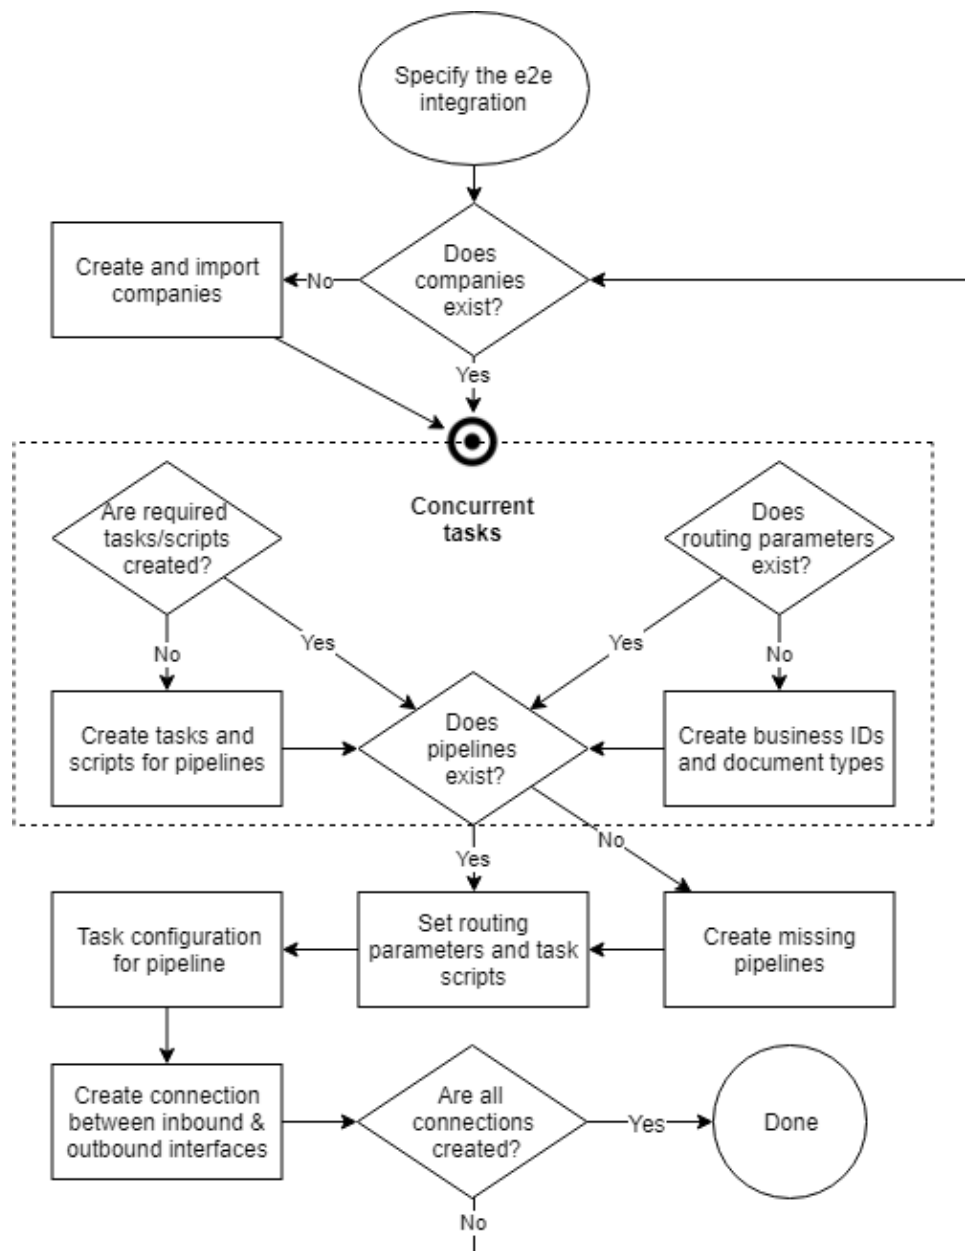 Specify the e2e
integration
Does
companies
exist?
No
Create and import
companies
Yes
Concurrent
tasks
Are required
tasks/scripts
created?
Does
routing parameters
exist?
Yes
Yes
No
No
Create tasks and
scripts for pipelines
Does
pipelines
exist?
Create business IDs
and document types
Yes
No
Task configuration
for pipeline
Set routing
parameters and task
scripts
Create missing
pipelines
Create connection
between inbound &
outbound interfaces
Are all
connections
created?
Yes
Done
No